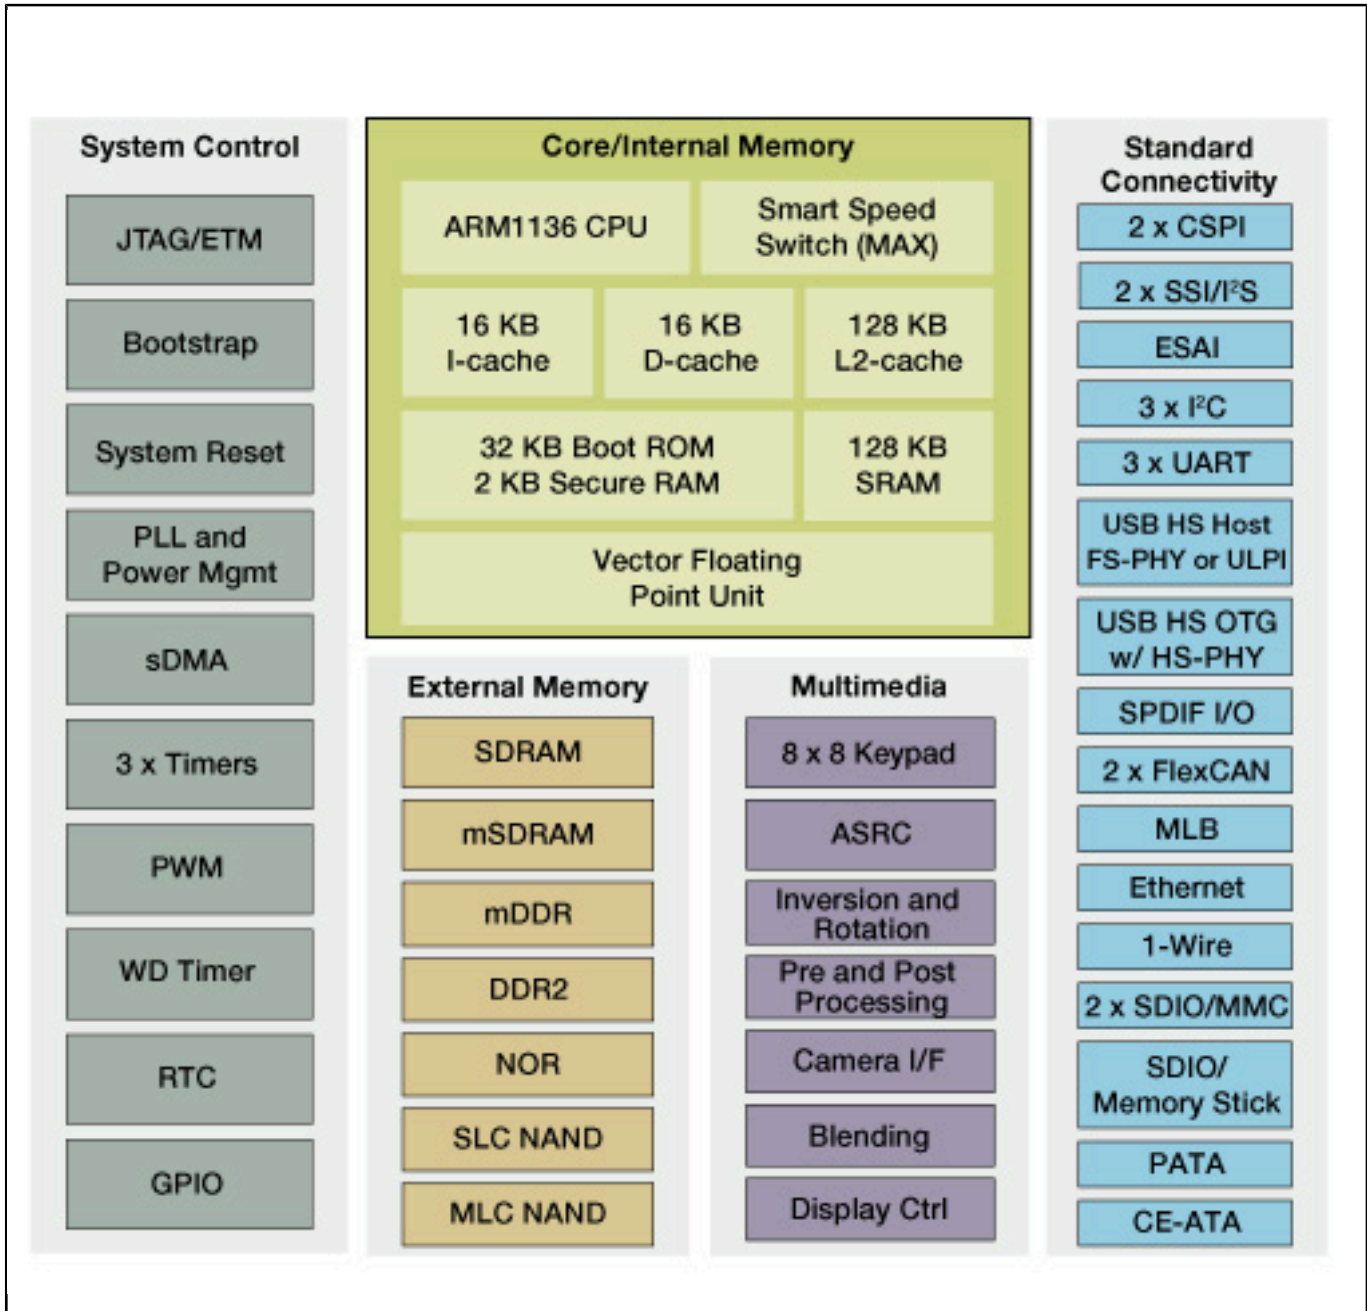 System Control
JTAG/ETM
Bootstrap
System Reset
PLL and
Power Mgmt
sDMA
3 x Timers
PWM
WD Timer
RTC
GPIO
Core/Internal Memory
ARM1136 CPU
Smart Speed
Switch (MAX)
16 KB
I-cache
16 KB
D-cache
128 KB
L2-cache
32 KB Boot ROM
2 KB Secure RAM
128 KB
SRAM
Vector Floating
Point Unit
External Memory
SDRAM
mSDRAM
mDDR
DDR2
NOR
SLC NAND
MLC NAND
Multimedia
8 x 8 Keypad
ASRC
Inversion and
Rotation
Pre and Post
Processing
Camera I/F
Blending
Display Ctrl
Standard
Connectivity
2 x CSPI
2 x SSI/I²S
ESAI
3 x I²C
3 x UART
USB HS Host
FS-PHY or ULPI
USB HS OTG
w/ HS-PHY
SPDIF I/O
2 x FlexCAN
MLB
Ethernet
1-Wire
2 x SDIO/MMC
SDIO/
Memory Stick
PATA
CE-ATA